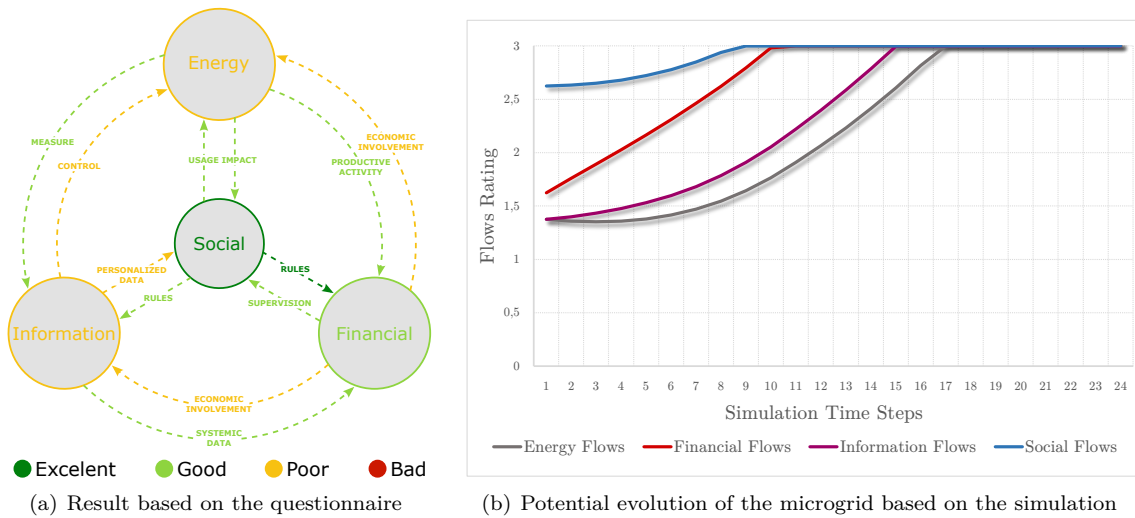 Energy
MEASURE
CONTROL
USAGE IMPACT
ECONOMIC
INVOLVEMENT
PRODUCTIVE
ACTIVITY
Social
PERSONALIZED
DATA
RULES
RULES
SUPERVISION
Information
Financial
ECONOMIC
INVOLVEMENT
SYSTEMIC
DATA
Excelent
Good
Poor
Bad
(a) Result based on the questionnaire
3
2,5
2
1,5
1
0,5
0
Flows Rating
1 2 3 4 5 6 7 8 9 10 11 12 13 14 15 16 17 18 19 20 21 22 23 24
Simulation Time Steps
Energy Flows Financial Flows Information Flows Social Flows
(b) Potential evolution of the microgrid based on the simulation